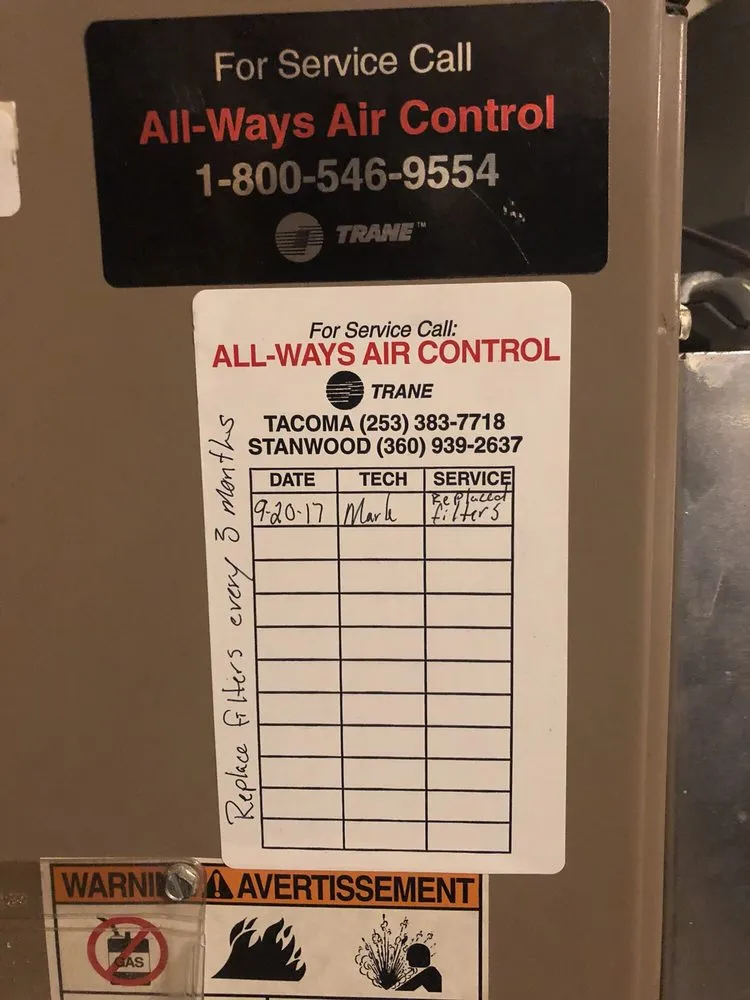 For Service Call
All-Ways Air Control
1-800-546-9554
TRANE™
For Service Call:
ALL-WAYS AIR CONTROL
TRANE
TACOMA (253) 383-7718
STANWOOD (360) 939-2637
DATE TECH SERVICE
9-20-17 Mark Replaced
filters
Replace filters every 3 months
WARNIN AVERTISSEMENT
GAS